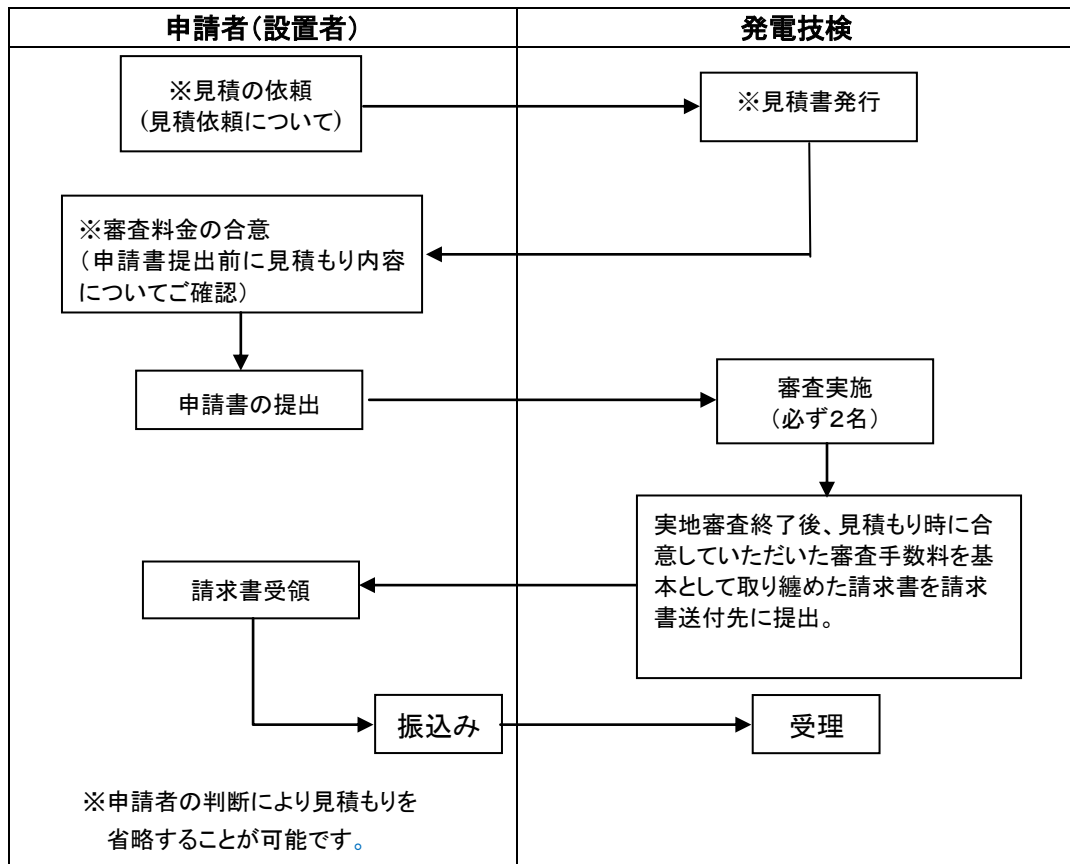 申請者（設置者）
発電技検
※見積の依頼
(見積依頼について)
※見積書発行
※審査料金の合意
（申請書提出前に見積もり内容
についてご確認）
申請書の提出
審査実施
（必ず２名）
実地審査終了後、見積もり時に合
意していただいた審査手数料を基
本として取り纏めた請求書を請求
書送付先に提出。
請求書受領
振込み
受理
※申請者の判断により見積もりを
省略することが可能です。